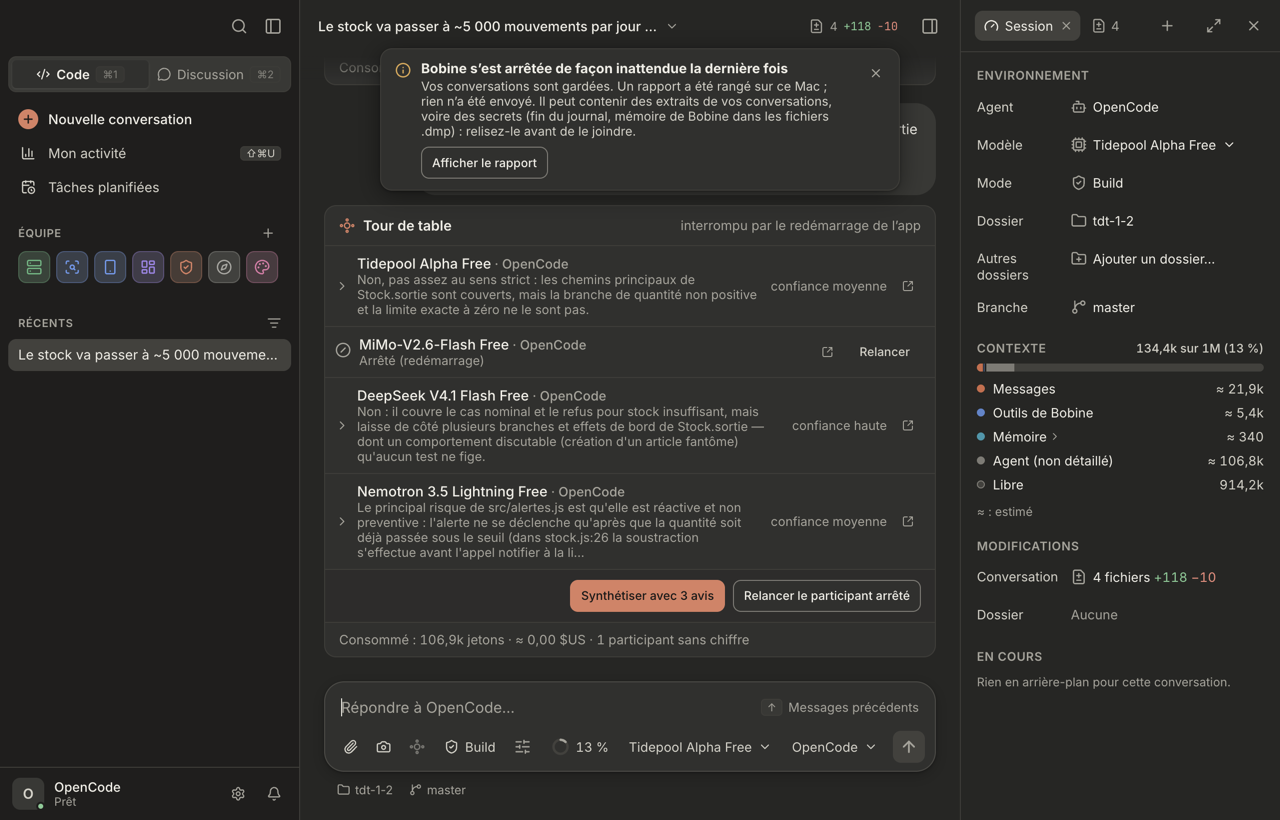 Code ⌘1
Discussion ⌘2
Nouvelle conversation
Mon activité ⇧⌘U
Tâches planifiées
ÉQUIPE
RÉCENTS
Le stock va passer à ~5 000 mouveme...
OpenCode
Prêt
Le stock va passer à ~5 000 mouvements par jour ...
4 +118 -10
Conso
rtie
Bobine s’est arrêtée de façon inattendue la dernière fois
Vos conversations sont gardées. Un rapport a été rangé sur ce Mac ;
rien n’a été envoyé. Il peut contenir des extraits de vos conversations,
voire des secrets (fin du journal, mémoire de Bobine dans les fichiers
.dmp) : relisez-le avant de le joindre.
Afficher le rapport
Tour de table
interrompu par le redémarrage de l’app
Tidepool Alpha Free · OpenCode
Non, pas assez au sens strict : les chemins principaux de
Stock.sortie sont couverts, mais la branche de quantité non positive
et la limite exacte à zéro ne le sont pas.
confiance moyenne
MiMo-V2.6-Flash Free · OpenCode
Arrêté (redémarrage)
Relancer
DeepSeek V4.1 Flash Free · OpenCode
Non : il couvre le cas nominal et le refus pour stock insuffisant, mais
laisse de côté plusieurs branches et effets de bord de Stock.sortie —
dont un comportement discutable (création d'un article fantôme)
qu'aucun test ne fige.
confiance haute
Nemotron 3.5 Lightning Free · OpenCode
Le principal risque de src/alertes.js est qu'elle est réactive et non
preventive : l'alerte ne se déclenche qu'après que la quantité soit
déjà passée sous le seuil (dans stock.js:26 la soustraction
s'effectue avant l'appel notifier à la li...
confiance moyenne
Synthétiser avec 3 avis
Relancer le participant arrêté
Consommé : 106,9k jetons · ≈ 0,00 $US · 1 participant sans chiffre
Répondre à OpenCode...
Messages précédents
Build
13 %
Tidepool Alpha Free
OpenCode
tdt-1-2
master
Session
4
ENVIRONNEMENT
Agent OpenCode
Modèle Tidepool Alpha Free
Mode Build
Dossier tdt-1-2
Autres
dossiers
Ajouter un dossier...
Branche master
CONTEXTE 134,4k sur 1M (13 %)
Messages ≈ 21,9k
Outils de Bobine ≈ 5,4k
Mémoire ≈ 340
Agent (non détaillé) ≈ 106,8k
Libre 914,2k
≈ : estimé
MODIFICATIONS
Conversation 4 fichiers +118 −10
Dossier Aucune
EN COURS
Rien en arrière-plan pour cette conversation.